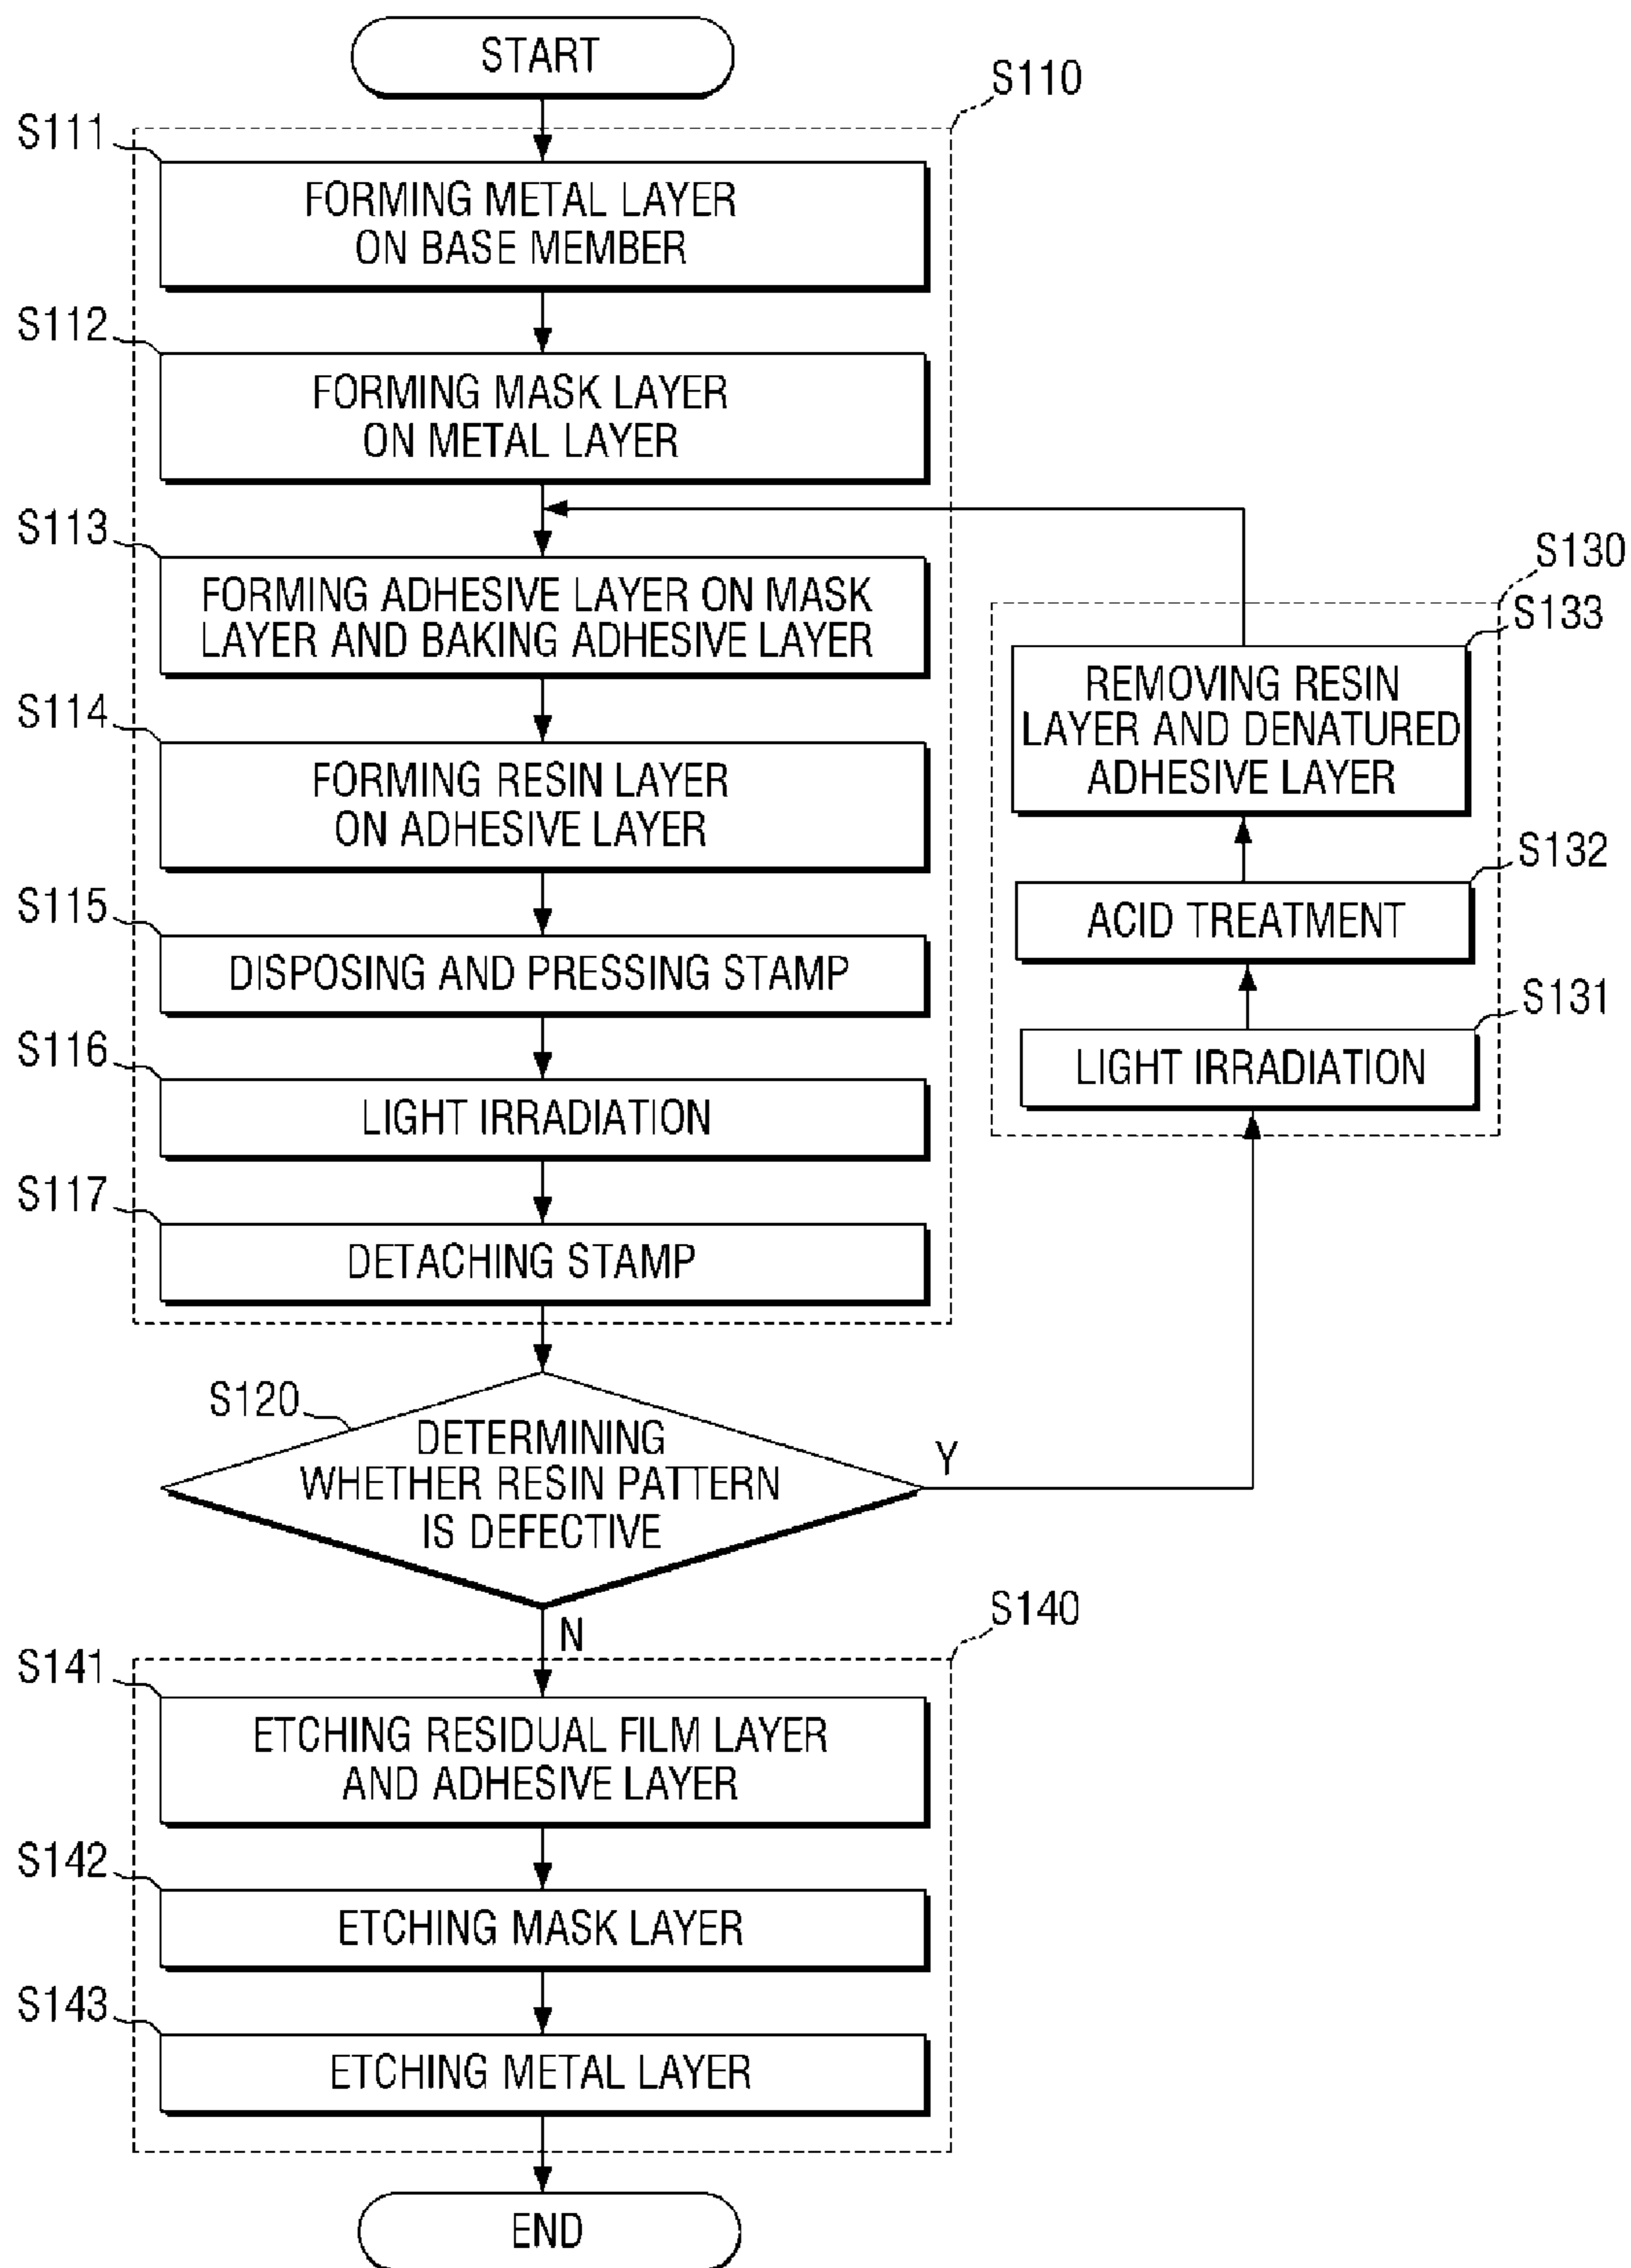 START
S110
S111
FORMING METAL LAYER
ON BASE MEMBER
S112
FORMING MASK LAYER
ON METAL LAYER
S113
FORMING ADHESIVE LAYER ON MASK
LAYER AND BAKING ADHESIVE LAYER
S114
FORMING RESIN LAYER
ON ADHESIVE LAYER
S115
DISPOSING AND PRESSING STAMP
S116
LIGHT IRRADIATION
S117
DETACHING STAMP
S120
DETERMINING
WHETHER RESIN PATTERN
IS DEFECTIVE
Y
N
S130
S133
REMOVING RESIN
LAYER AND DENATURED
ADHESIVE LAYER
S132
ACID TREATMENT
S131
LIGHT IRRADIATION
S140
S141
ETCHING RESIDUAL FILM LAYER
AND ADHESIVE LAYER
S142
ETCHING MASK LAYER
S143
ETCHING METAL LAYER
END